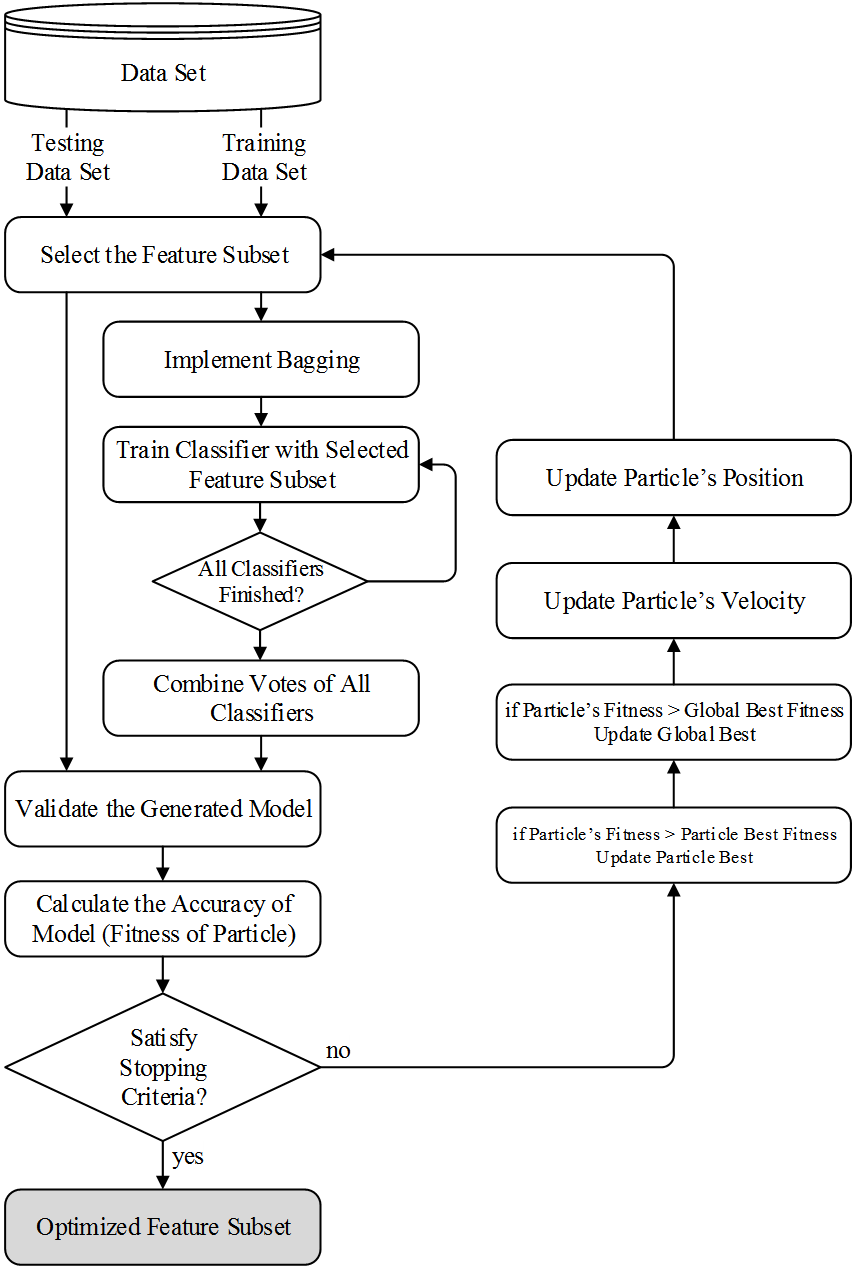 Data Set
Testing
Data Set
Training
Data Set
Select the Feature Subset
Implement Bagging
Train Classifier with Selected
Feature Subset
All Classifiers
Finished?
Combine Votes of All
Classifiers
Validate the Generated Model
Calculate the Accuracy of
Model (Fitness of Particle)
Satisfy
Stopping
Criteria?
no
yes
Optimized Feature Subset
if Particle’s Fitness > Particle Best Fitness
Update Particle Best
if Particle’s Fitness > Global Best Fitness
Update Global Best
Update Particle’s Velocity
Update Particle’s Position